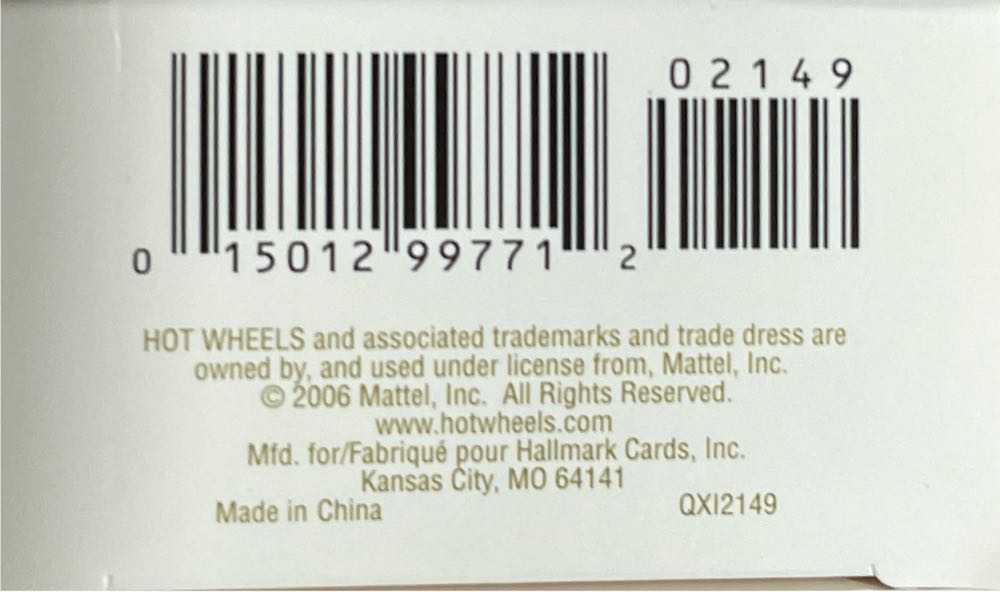 02149
0 15012 99771 2
HOT WHEELS and associated trademarks and trade dress are
owned by, and used under license from, Mattel, Inc.
© 2006 Mattel, Inc. All Rights Reserved.
www.hotwheels.com
Mfd. for/Fabriqué pour Hallmark Cards, Inc.
Kansas City, MO 64141
Made in China QXI2149